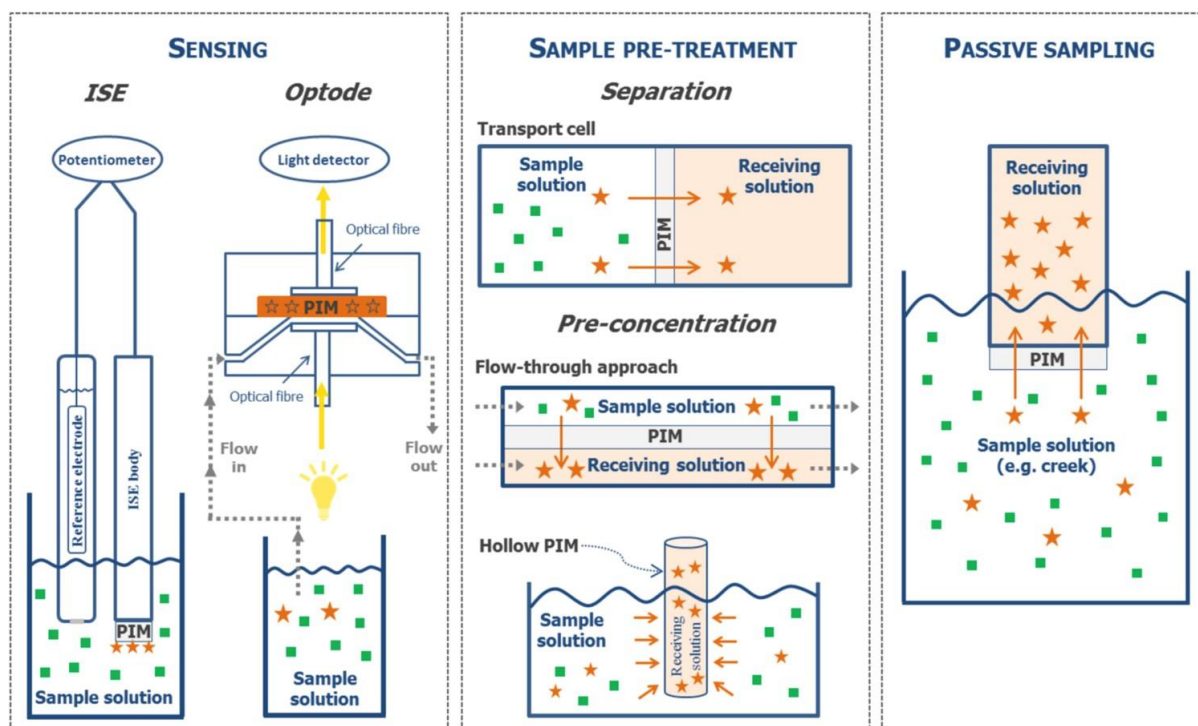 SENSING
ISE
Optode
Potentiometer
Light detector
Optical fibre
PIM
Optical fibre
Flow
in
Flow
out
Reference electrode
ISE body
PIM
Sample solution
Sample
solution
SAMPLE PRE-TREATMENT
Separation
Transport cell
Sample
solution
Receiving
solution
PIM
Pre-concentration
Flow-through approach
Sample solution
PIM
Receiving solution
Hollow PIM
Sample
solution
Receiving
solution
PASSIVE SAMPLING
Receiving
solution
PIM
Sample solution
(e.g. creek)